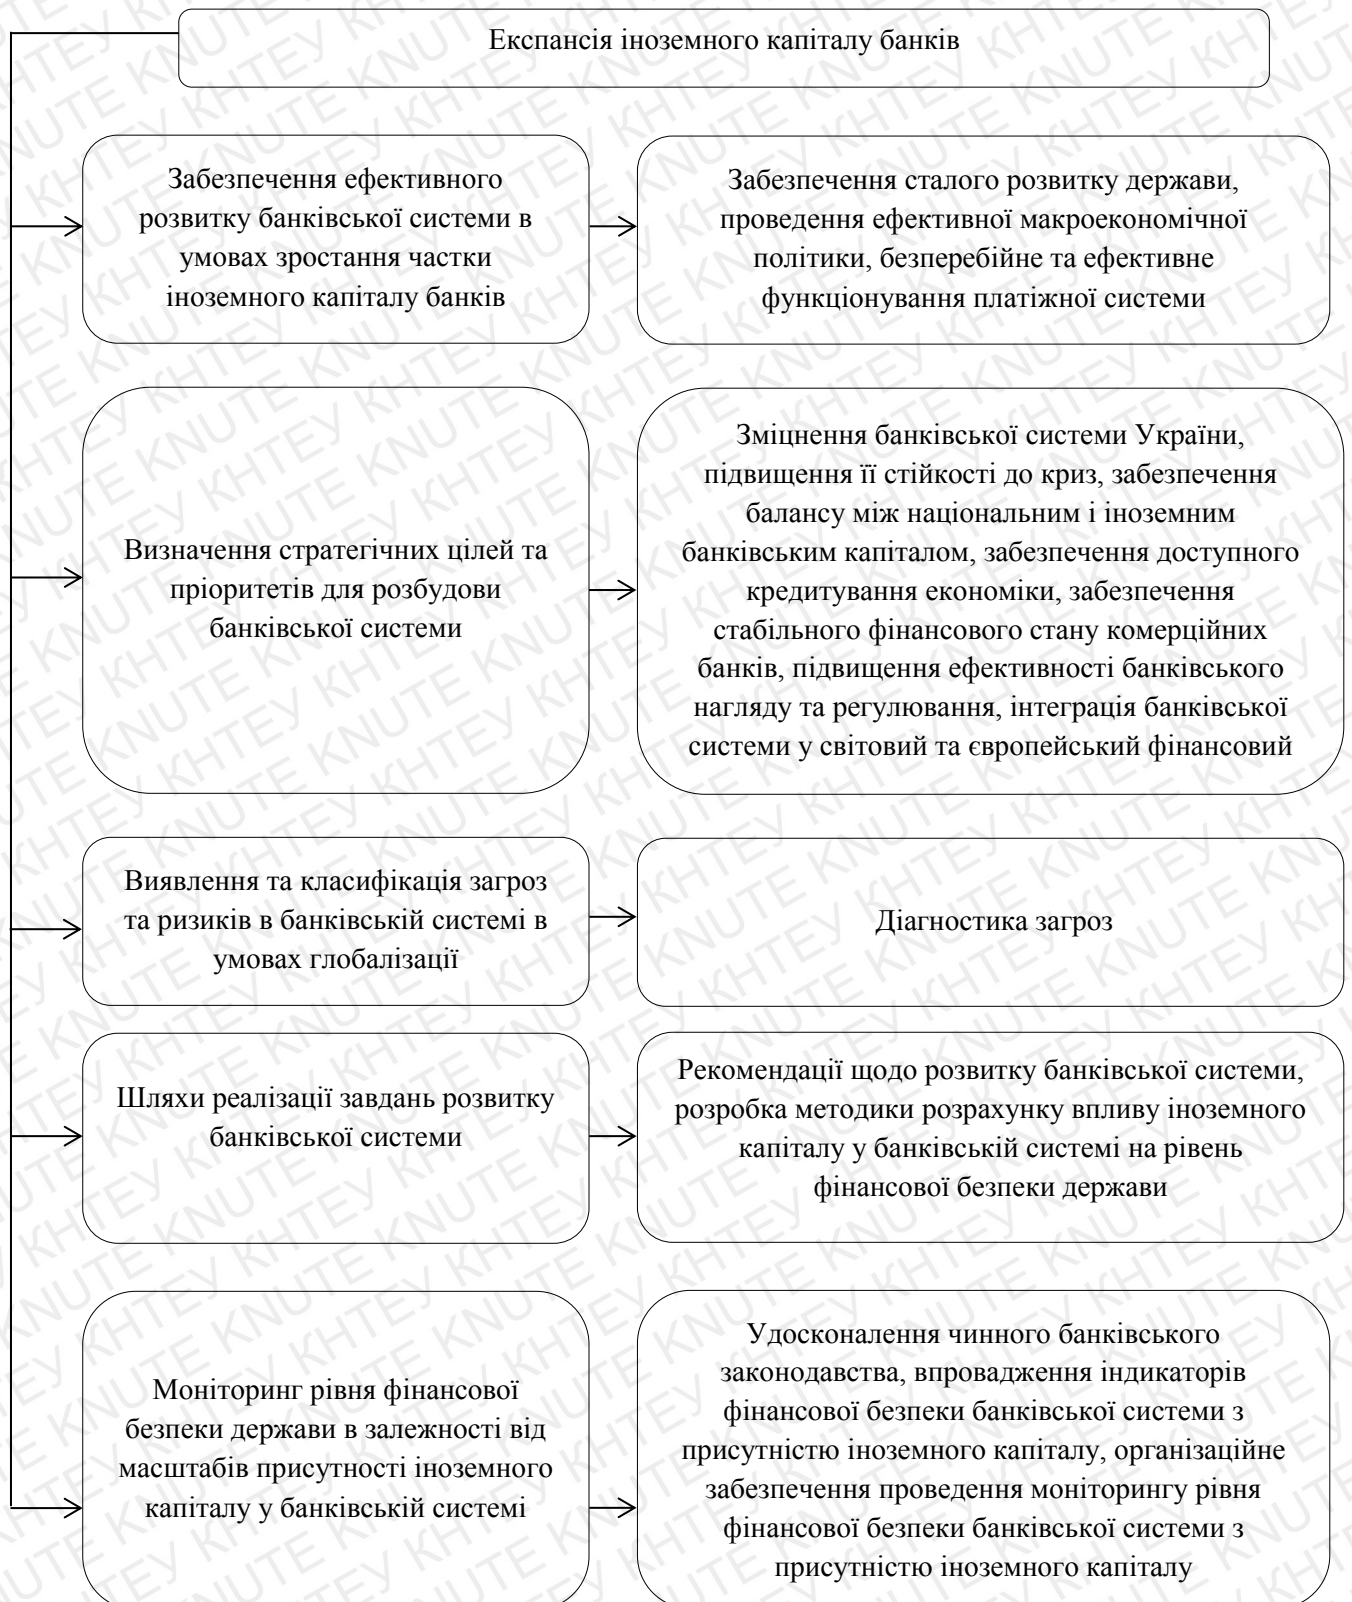 Експансія іноземного капіталу банків
Забезпечення ефективного
розвитку банківської системи в
умовах зростання частки
іноземного капіталу банків
Забезпечення сталого розвитку держави,
проведення ефективної макроекономічної
політики, безперебійне та ефективне
функціонування платіжної системи
Визначення стратегічних цілей та
пріоритетів для розбудови
банківської системи
Зміцнення банківської системи України,
підвищення її стійкості до криз, забезпечення
балансу між національним і іноземним
банківським капіталом, забезпечення доступного
кредитування економіки, забезпечення
стабільного фінансового стану комерційних
банків, підвищення ефективності банківського
нагляду та регулювання, інтеграція банківської
системи у світовий та європейський фінансовий
Виявлення та класифікація загроз
та ризиків в банківській системі в
умовах глобалізації
Діагностика загроз
Шляхи реалізації завдань розвитку
банківської системи
Рекомендації щодо розвитку банківської системи,
розробка методики розрахунку впливу іноземного
капіталу у банківській системі на рівень
фінансової безпеки держави
Моніторинг рівня фінансової
безпеки держави в залежності від
масштабів присутності іноземного
капіталу у банківській системі
Удосконалення чинного банківського
законодавства, впровадження індикаторів
фінансової безпеки банківської системи з
присутністю іноземного капіталу, організаційне
забезпечення проведення моніторингу рівня
фінансової безпеки банківської системи з
присутністю іноземного капіталу